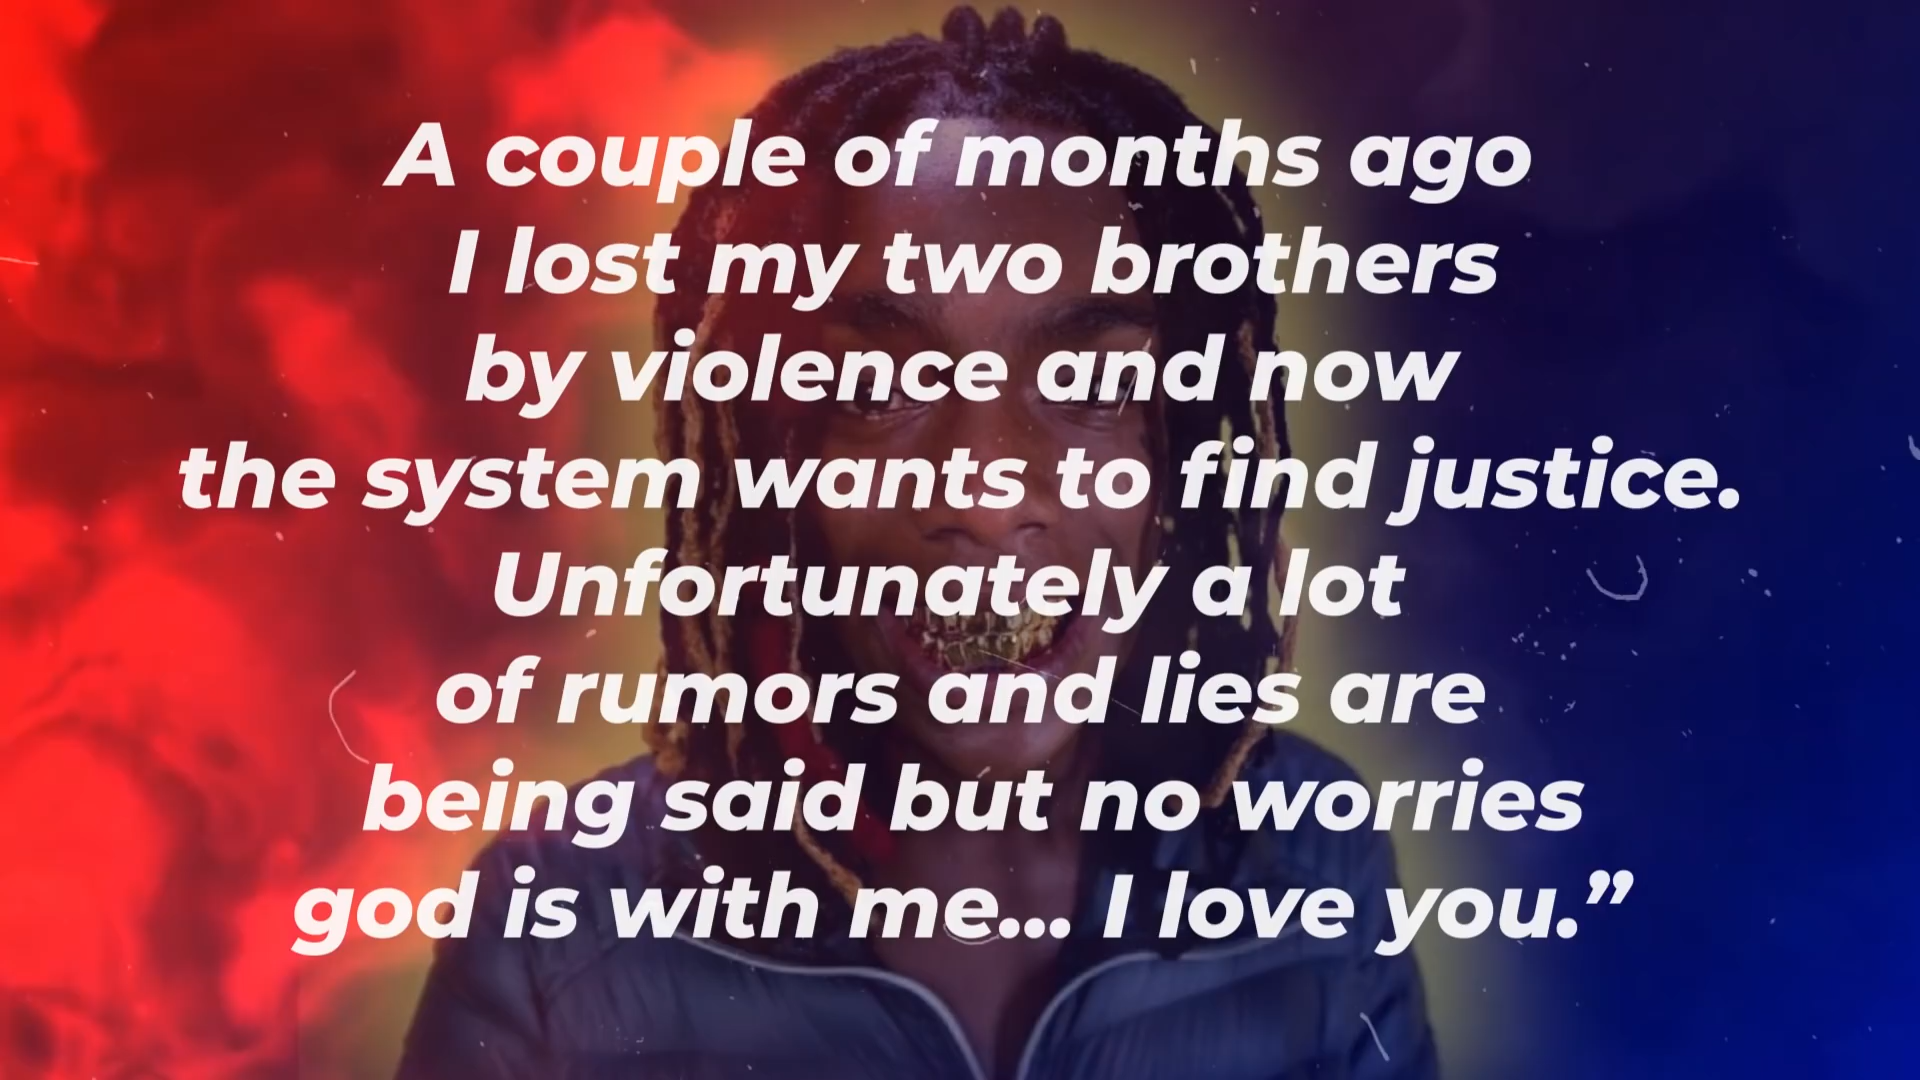 A couple of months ago
I lost my two brothers
by violence and now
the system wants to find justice.
Unfortunately a lot
of rumors and lies are
being said but no worries
god is with me... I love you.”